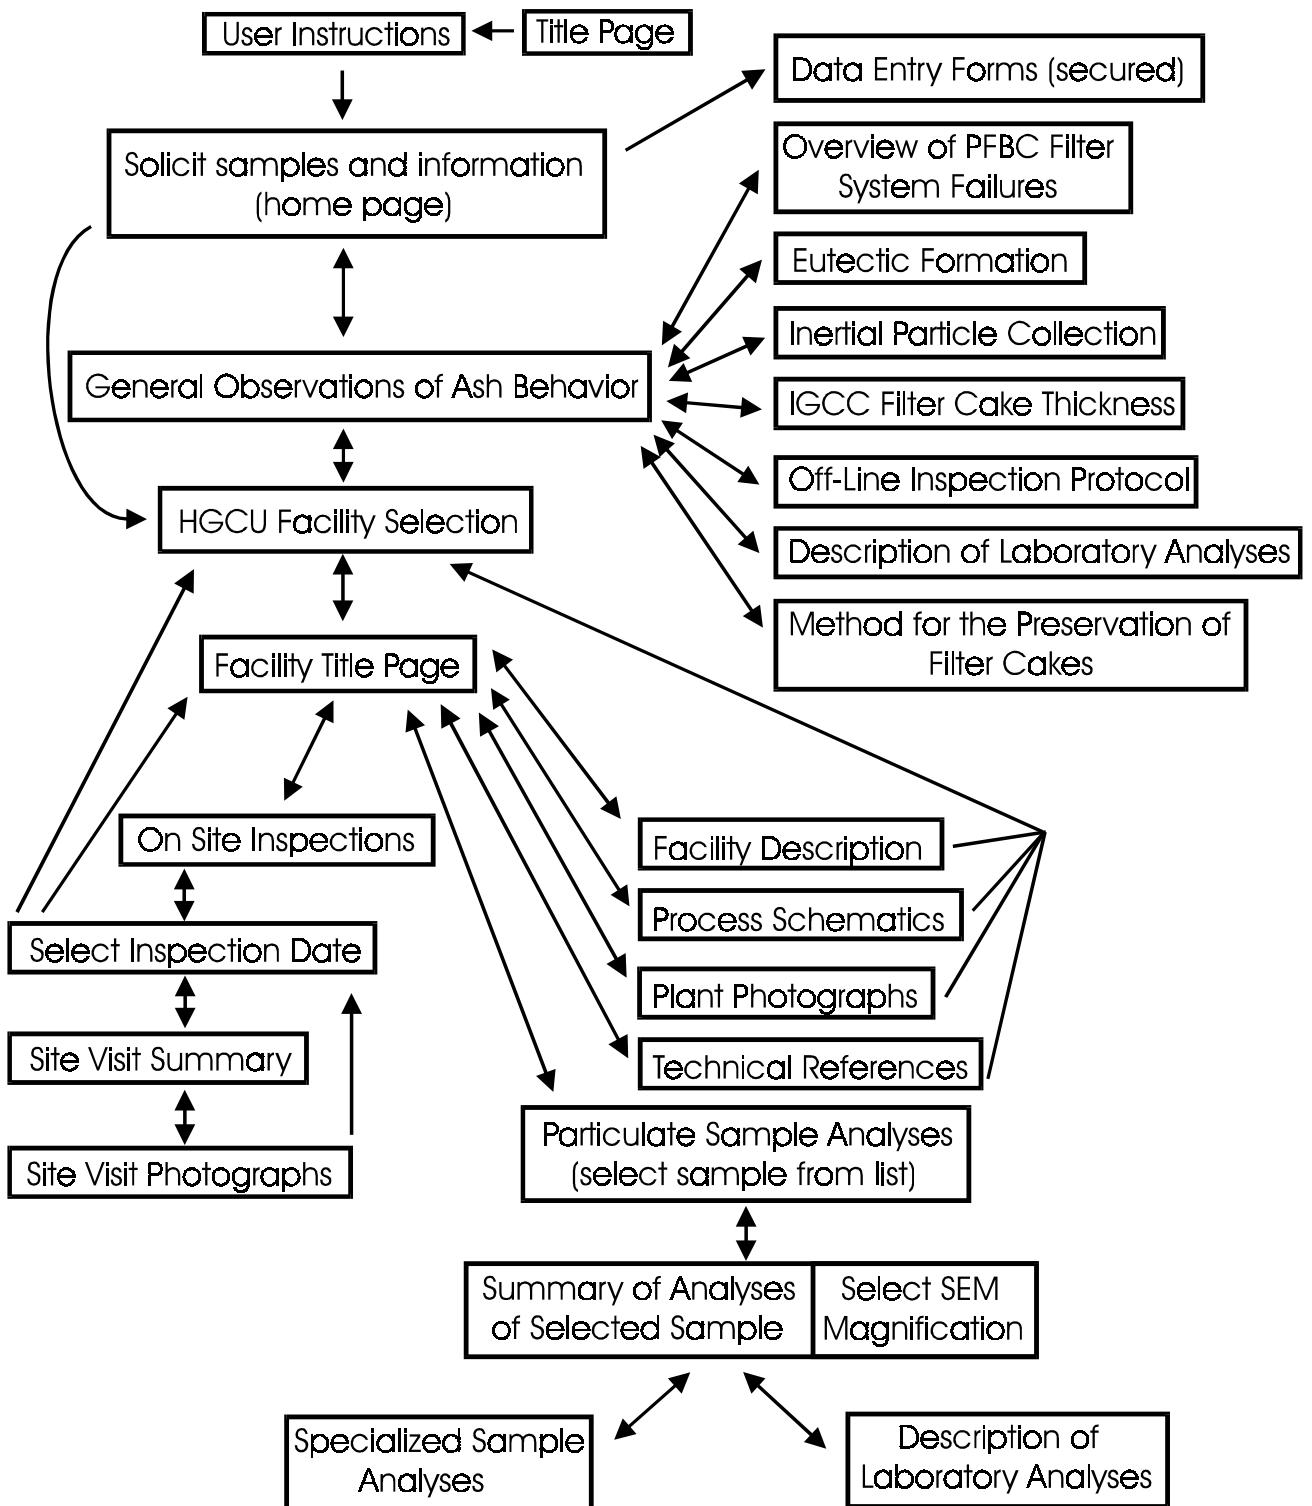 User Instructions
Title Page
Data Entry Forms (secured)
Solicit samples and information
(home page)
Overview of PFBC Filter
System Failures
Eutectic Formation
Inertial Particle Collection
General Observations of Ash Behavior
IGCC Filter Cake Thickness
Off-Line Inspection Protocol
HGCU Facility Selection
Description of Laboratory Analyses
Method for the Preservation of
Filter Cakes
Facility Title Page
On Site Inspections
Facility Description
Process Schematics
Select Inspection Date
Plant Photographs
Site Visit Summary
Technical References
Particulate Sample Analyses
(select sample from list)
Site Visit Photographs
Summary of Analyses
of Selected Sample
Select SEM
Magnification
Specialized Sample
Analyses
Description of
Laboratory Analyses